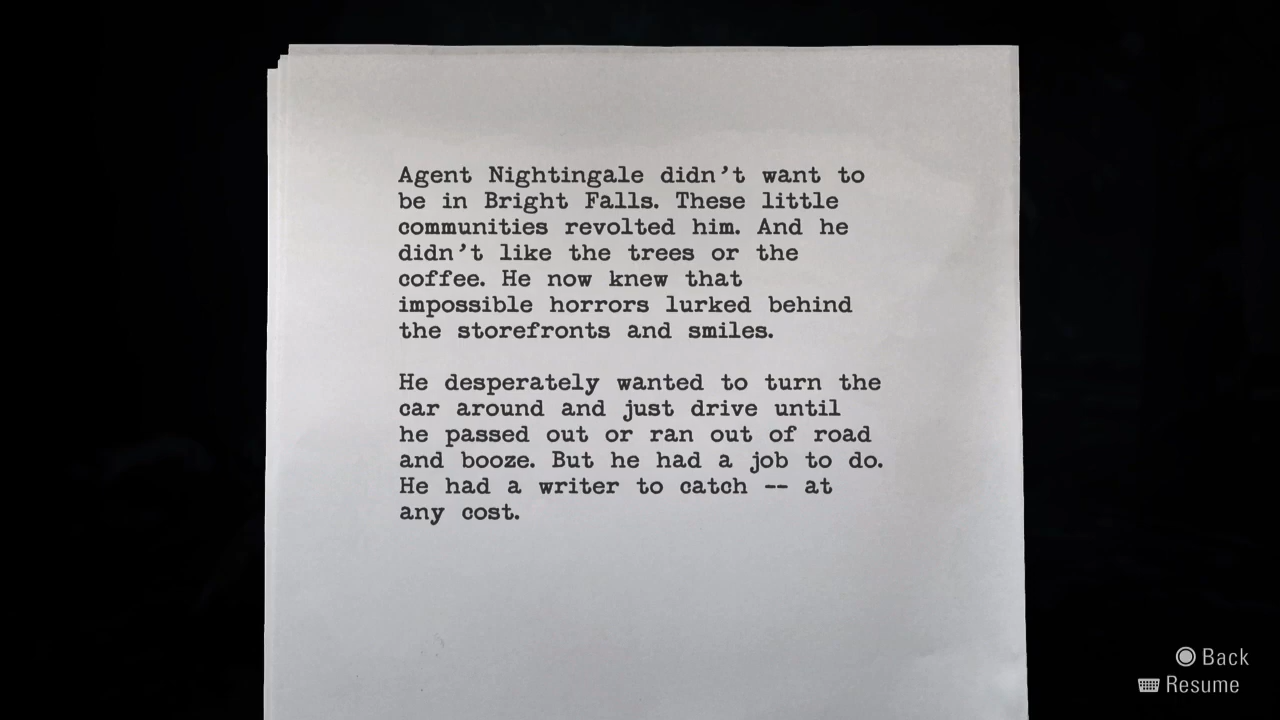 Agent Nightingale didn't want to
be in Bright Falls. These little
communities revolted him. And he
didn't like the trees or the
coffee. He now knew that
impossible horrors lurked behind
the storefronts and smiles.
He desperately wanted to turn the
car around and just drive until
he passed out or ran out of road
and booze. But he had a job to do.
He had a writer to catch -- at
any cost.
Back
Resume